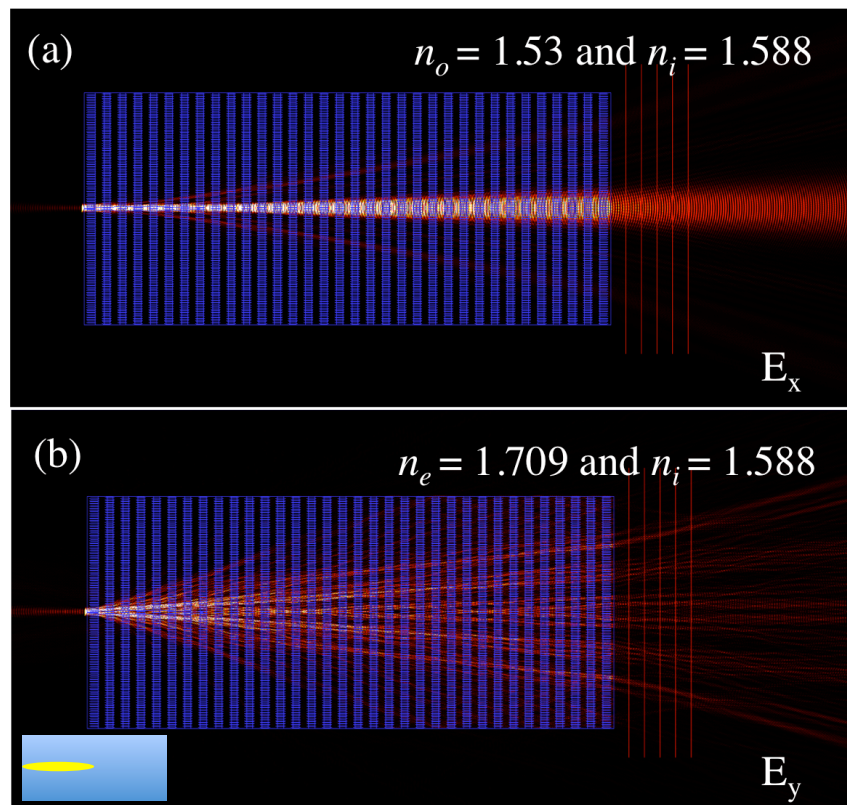 (a)
n_o = 1.53 and n_i = 1.588
E_x
(b)
n_e = 1.709 and n_i = 1.588
E_y